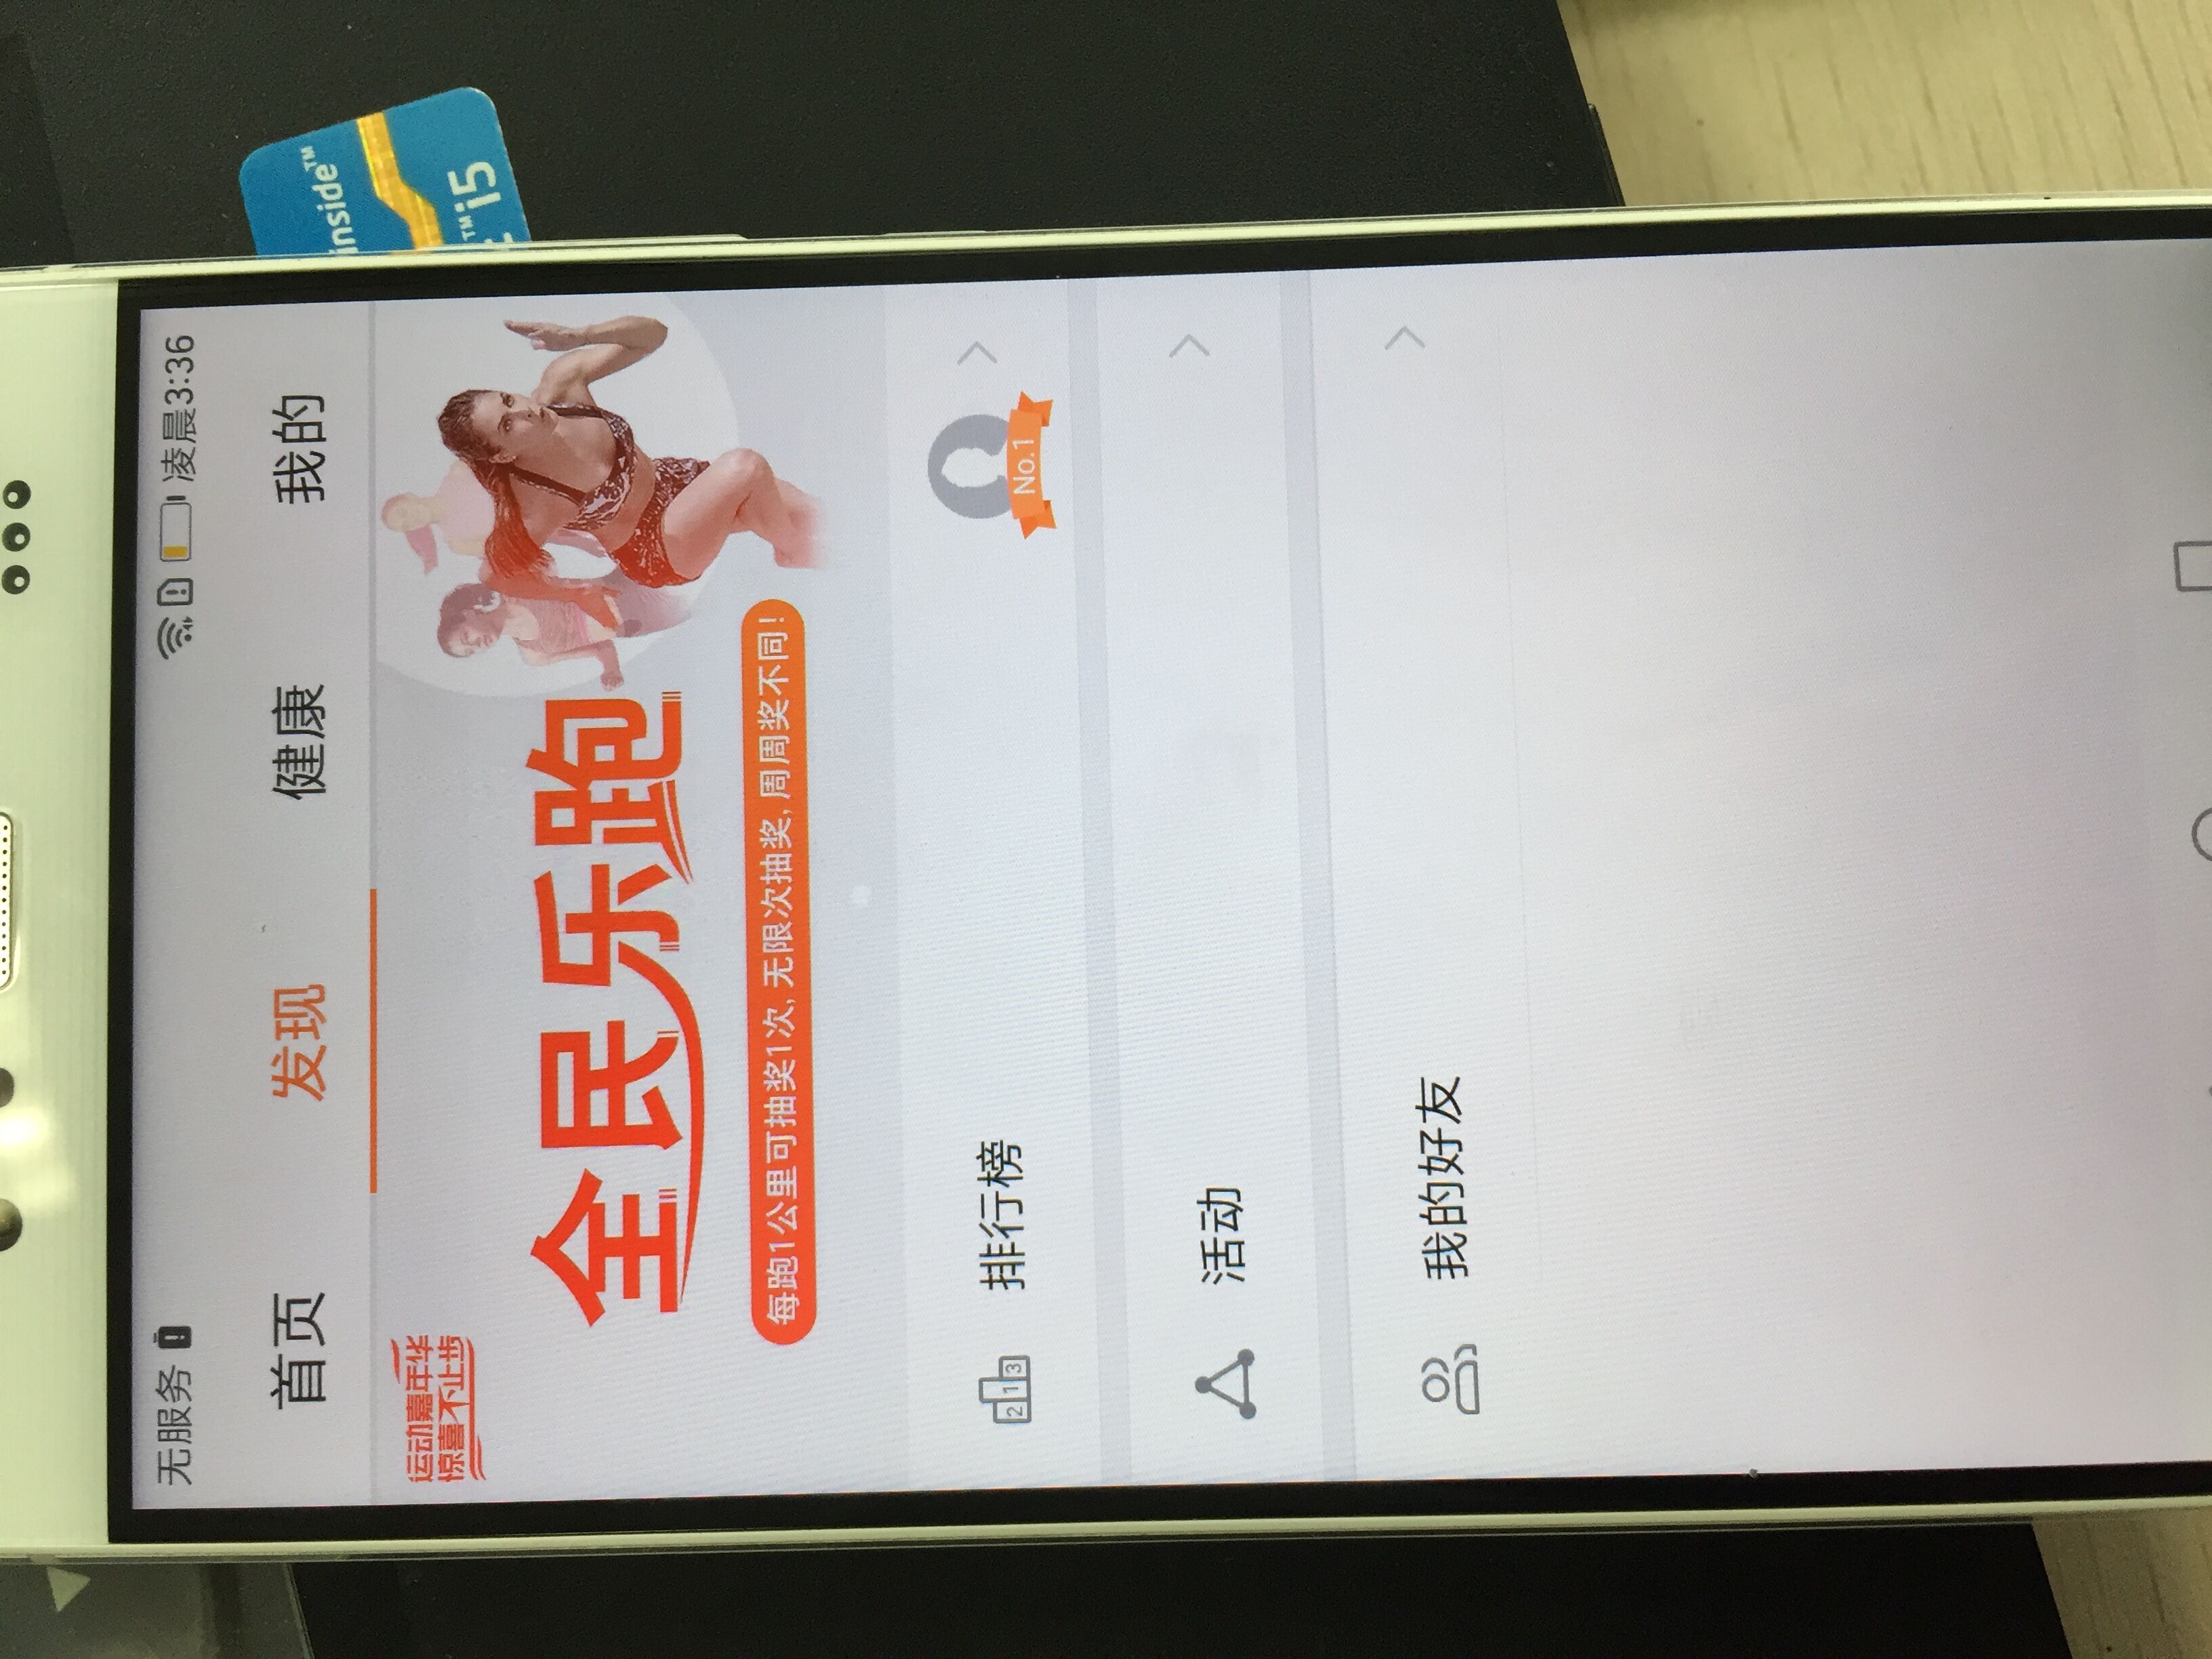 无服务 凌晨3:36
首页 发现 健康 我的
运动嘉年华
惊喜不止步
全民乐跑
每跑1公里可抽奖1次, 无限次抽奖, 周周奖不同!
2 1 3 排行榜 No.1
活动
我的好友
inside™
™ i5